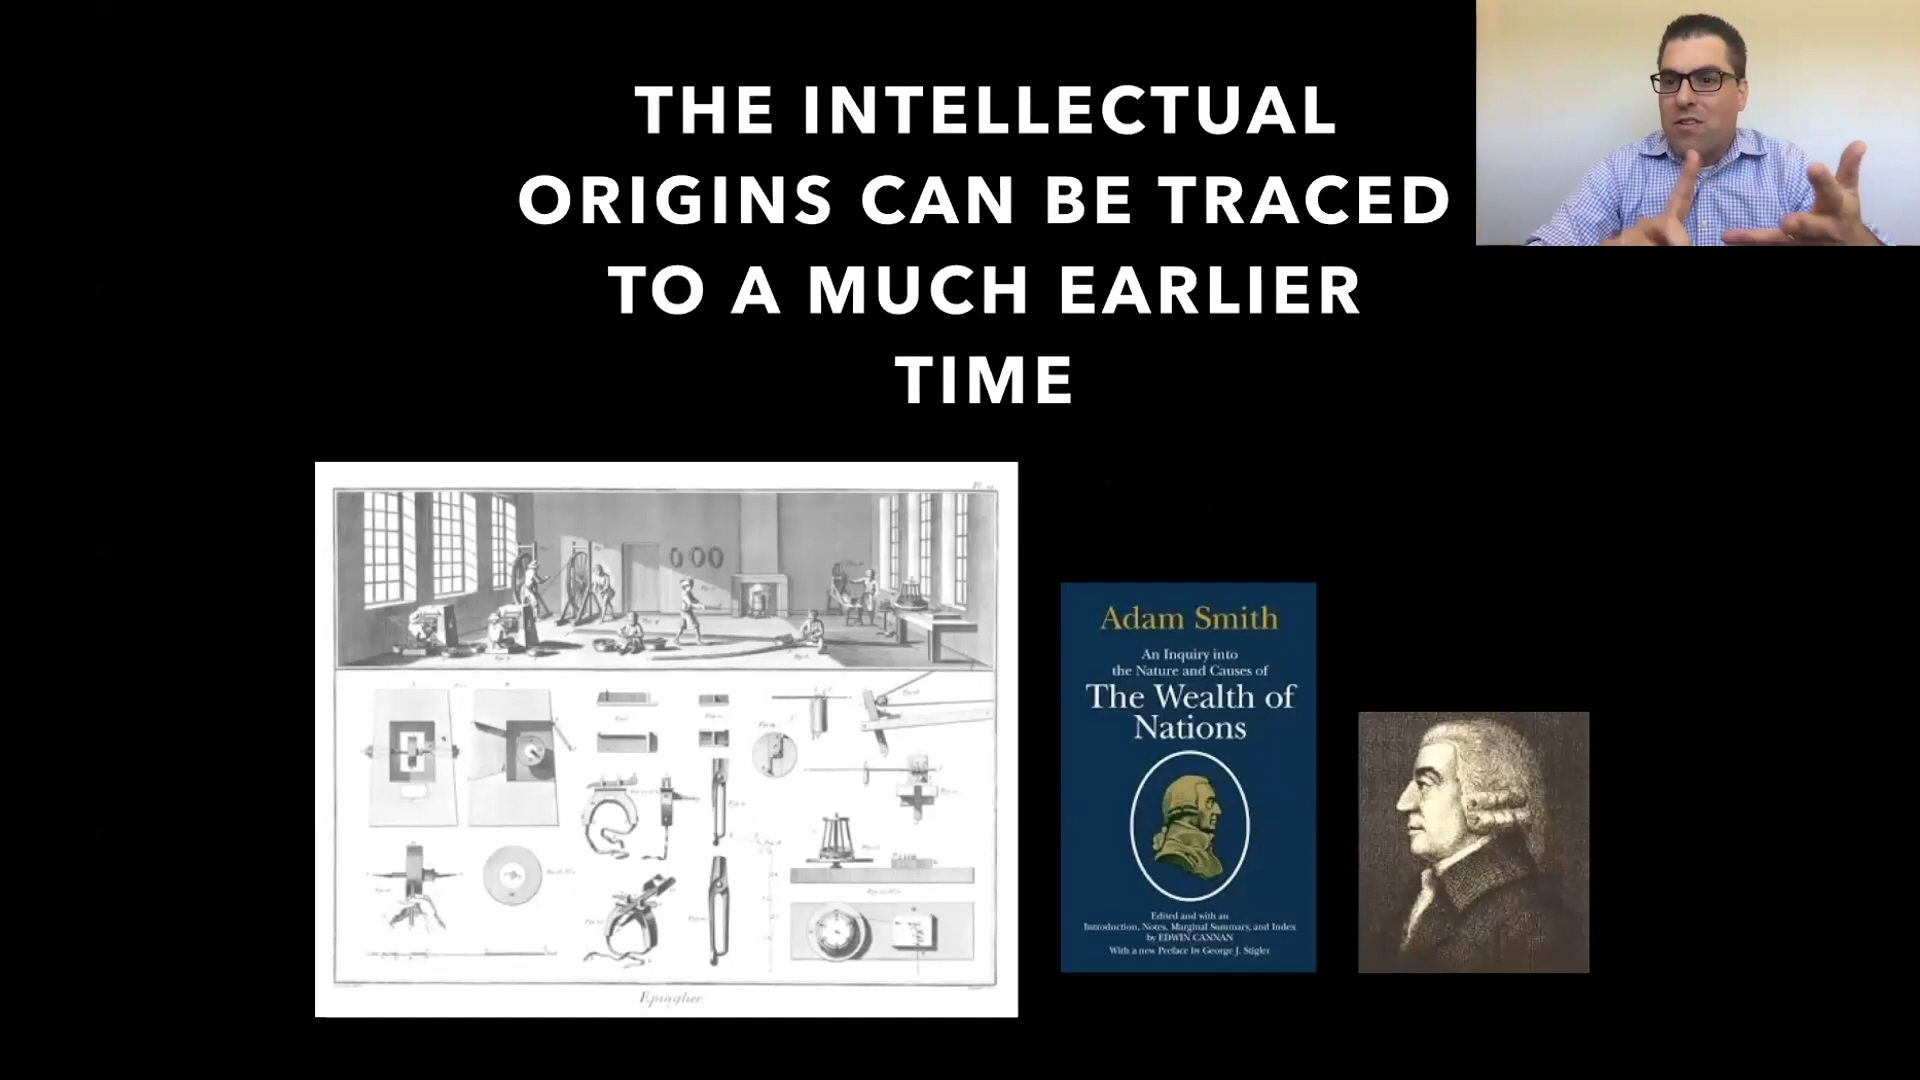 THE INTELLECTUAL
ORIGINS CAN BE TRACED
TO A MUCH EARLIER
TIME
Adam Smith
An Inquiry into
the Nature and Causes of
The Wealth of
Nations
Edited and with an
Introduction, Notes, Marginal Summary, and Index
by EDWIN CANNAN
With a new Preface by George J. Stigler
Epinglier.